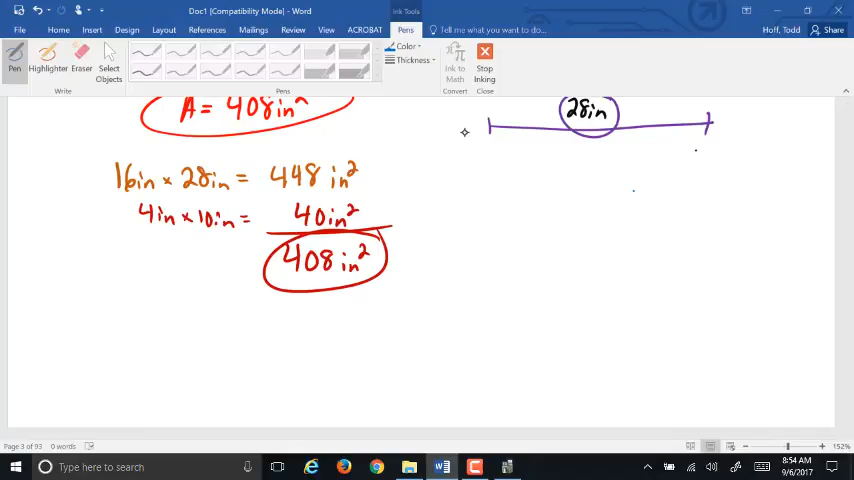 Doc1 [Compatibility Mode] - Word
Ink Tools
Hoff, Todd
File Home Insert Design Layout References Mailings Review View ACROBAT Pens Tell me what you want to do... Share
Pen Highlighter Eraser Select Objects
Color
Thickness
Ink to Math
Stop Inking
Write Pens Convert Close
A = 408in²
28in
16in × 28in = 448 in²
4in × 10in = 40in²
408 in²
Page 3 of 93 0 words 152%
Type here to search
8:54 AM
9/6/2017